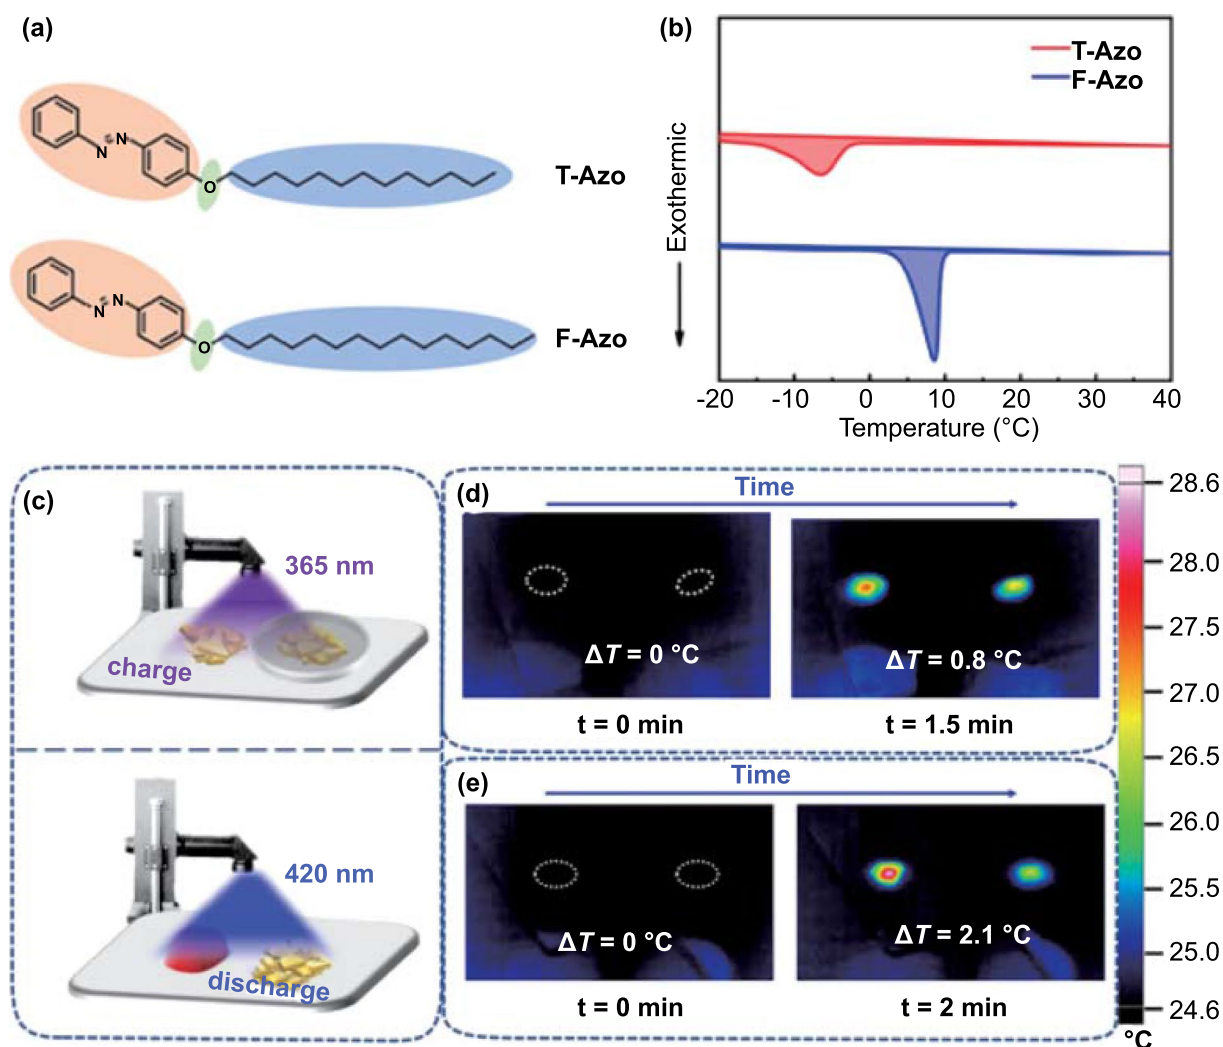 (a)
N
N
O
T-Azo
N
N
O
F-Azo
(b)
T-Azo
F-Azo
Exothermic
-20
-10
0
10
20
30
40
Temperature (°C)
(c)
365 nm
charge
420 nm
discharge
(d)
Time
ΔT = 0 °C
ΔT = 0.8 °C
t = 0 min
t = 1.5 min
(e)
Time
ΔT = 0 °C
ΔT = 2.1 °C
t = 0 min
t = 2 min
28.6
28.0
27.5
27.0
26.5
26.0
25.5
25.0
24.6
°C